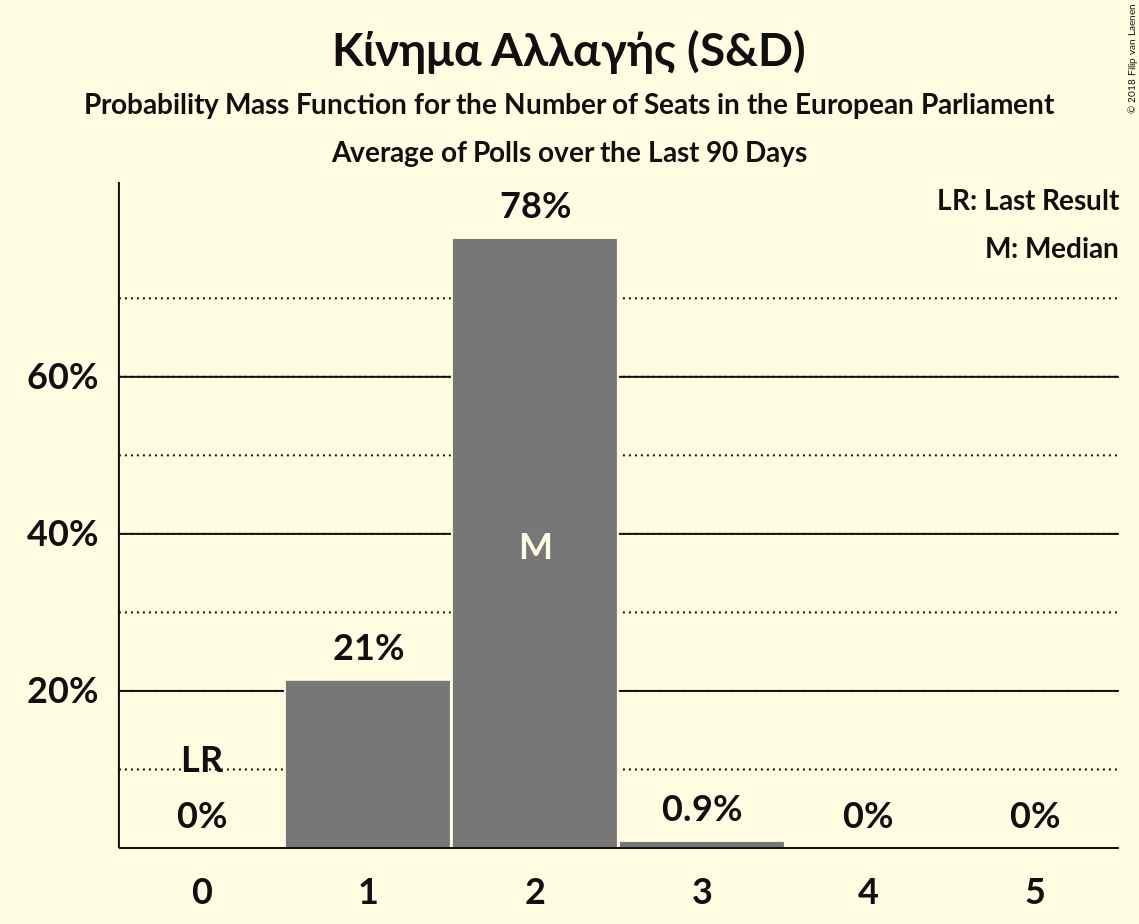 Κίνημα Αλλαγής (S&D)
Probability Mass Function for the Number of Seats in the European Parliament
Average of Polls over the Last 90 Days
© 2018 Filip van Laenen
LR: Last Result
M: Median
78%
60%
40%
M
21%
20%
LR
0%
0.9%
0%
0%
0 1 2 3 4 5